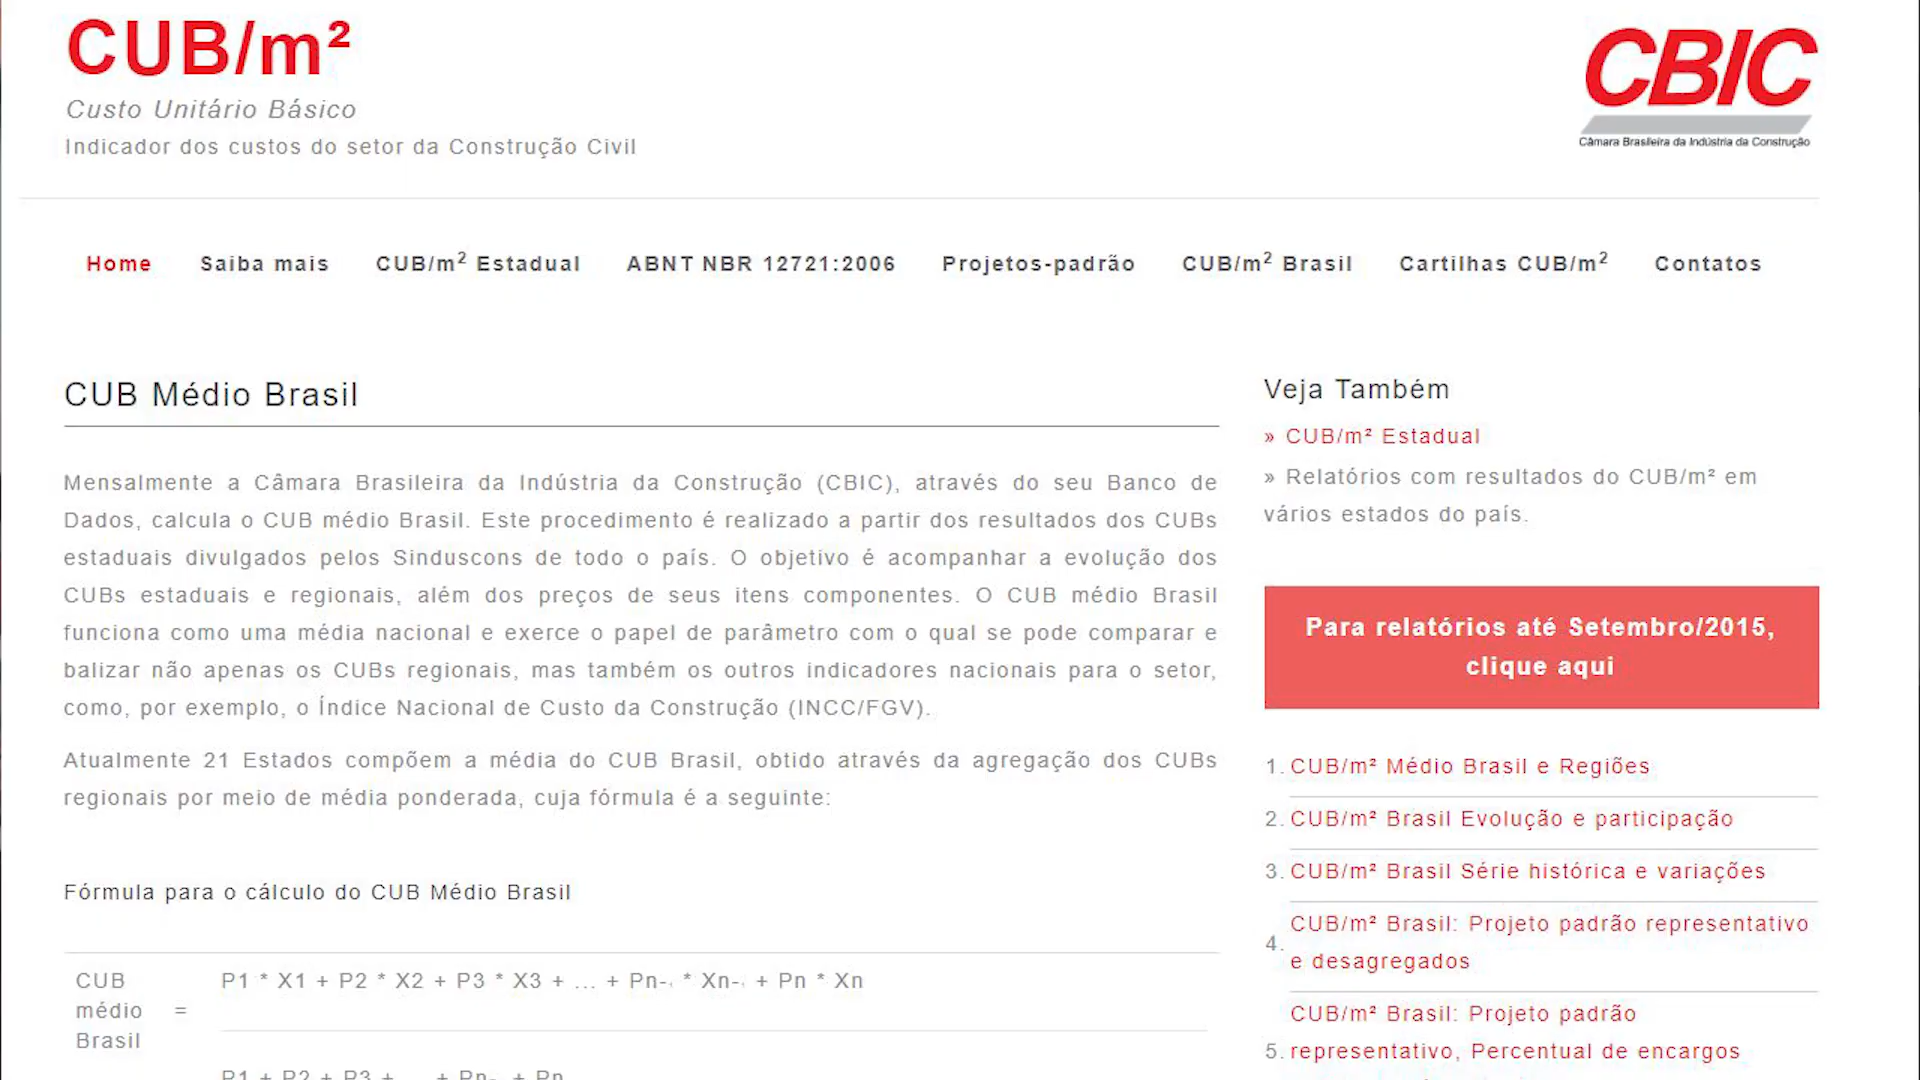 CUB/m²
Custo Unitário Básico
Indicador dos custos do setor da Construção Civil
CBIC
Câmara Brasileira da Indústria da Construção
Home Saiba mais CUB/m² Estadual ABNT NBR 12721:2006 Projetos-padrão CUB/m² Brasil Cartilhas CUB/m² Contatos
CUB Médio Brasil
Mensalmente a Câmara Brasileira da Indústria da Construção (CBIC), através do seu Banco de
Dados, calcula o CUB médio Brasil. Este procedimento é realizado a partir dos resultados dos CUBs
estaduais divulgados pelos Sinduscons de todo o país. O objetivo é acompanhar a evolução dos
CUBs estaduais e regionais, além dos preços de seus itens componentes. O CUB médio Brasil
funciona como uma média nacional e exerce o papel de parâmetro com o qual se pode comparar e
balizar não apenas os CUBs regionais, mas também os outros indicadores nacionais para o setor,
como, por exemplo, o Índice Nacional de Custo da Construção (INCC/FGV).
Atualmente 21 Estados compõem a média do CUB Brasil, obtido através da agregação dos CUBs
regionais por meio de média ponderada, cuja fórmula é a seguinte:
Fórmula para o cálculo do CUB Médio Brasil
CUB
médio
Brasil
=
P1 * X1 + P2 * X2 + P3 * X3 + ... + Pn- * Xn- + Pn * Xn
P1 + P2 + P3 + ... + Pn- + Pn
Veja Também
» CUB/m² Estadual
» Relatórios com resultados do CUB/m² em
vários estados do país.
Para relatórios até Setembro/2015,
clique aqui
1. CUB/m² Médio Brasil e Regiões
2. CUB/m² Brasil Evolução e participação
3. CUB/m² Brasil Série histórica e variações
4. CUB/m² Brasil: Projeto padrão representativo
e desagregados
5. CUB/m² Brasil: Projeto padrão
representativo, Percentual de encargos